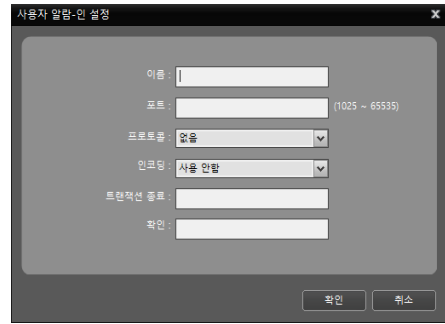 사용자 알람-인 설정 x
이름 :
포트 : (1025 ~ 65535)
프로토콜 : 없음
인코딩 : 사용 안함
트랜잭션 종료 :
확인 :
확인 취소